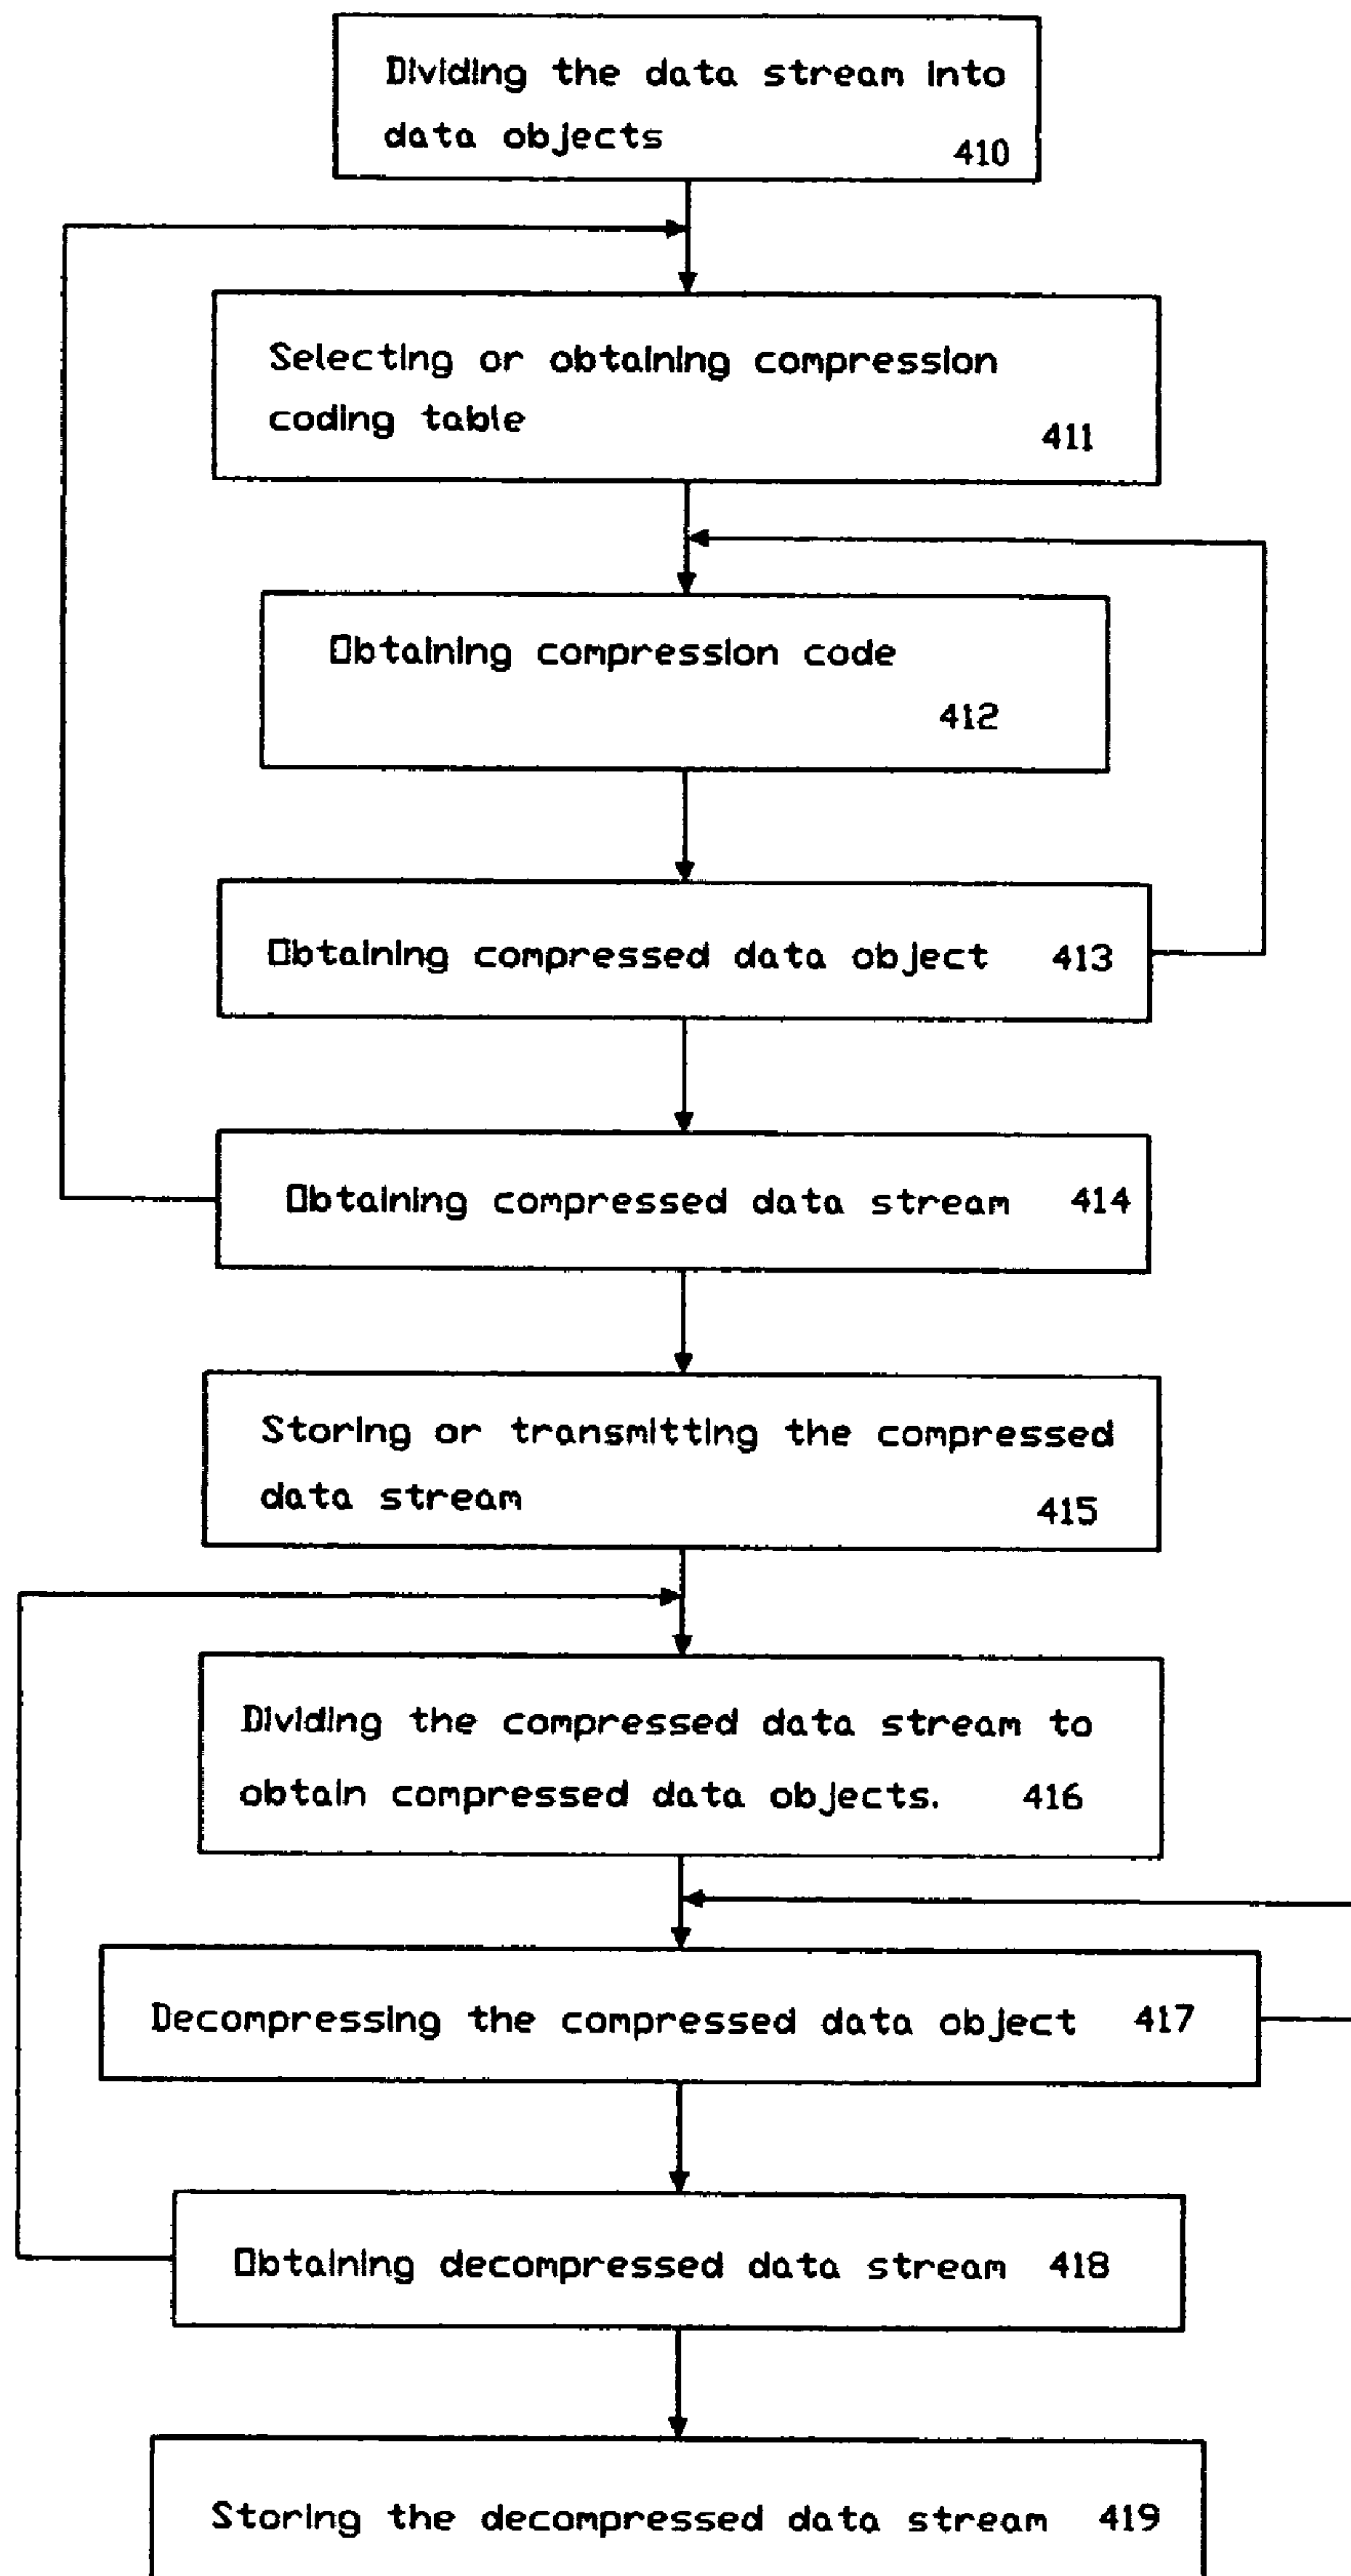 Dividing the data stream into
data objects
410
Selecting or obtaining compression
coding table
411
Obtaining compression code
412
Obtaining compressed data object 413
Obtaining compressed data stream 414
Storing or transmitting the compressed
data stream
415
Dividing the compressed data stream to
obtain compressed data objects. 416
Decompressing the compressed data object 417
Obtaining decompressed data stream 418
Storing the decompressed data stream 419